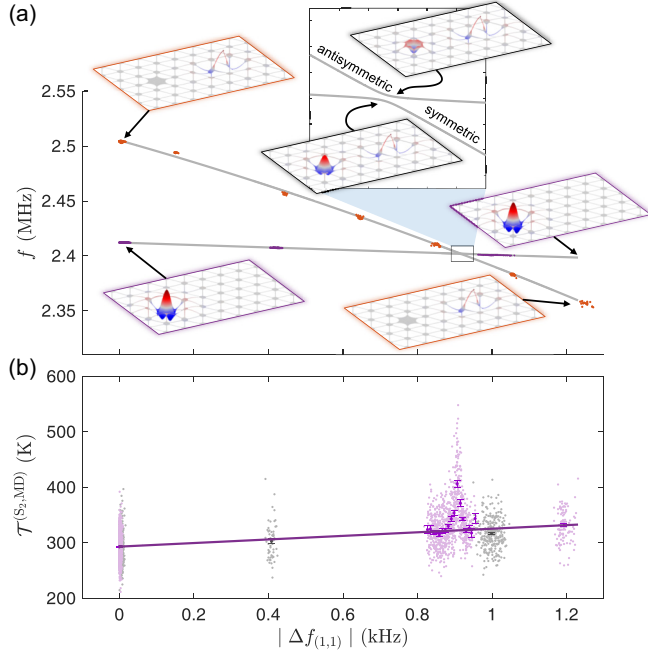 (a)
antisymmetric
symmetric
2.55
2.5
2.45
2.4
2.35
f (MHz)
(b)
600
500
400
300
200
𝒯^(S₂,MD) (K)
0
0.2
0.4
0.6
0.8
1
1.2
| Δf₍₁,₁₎ | (kHz)